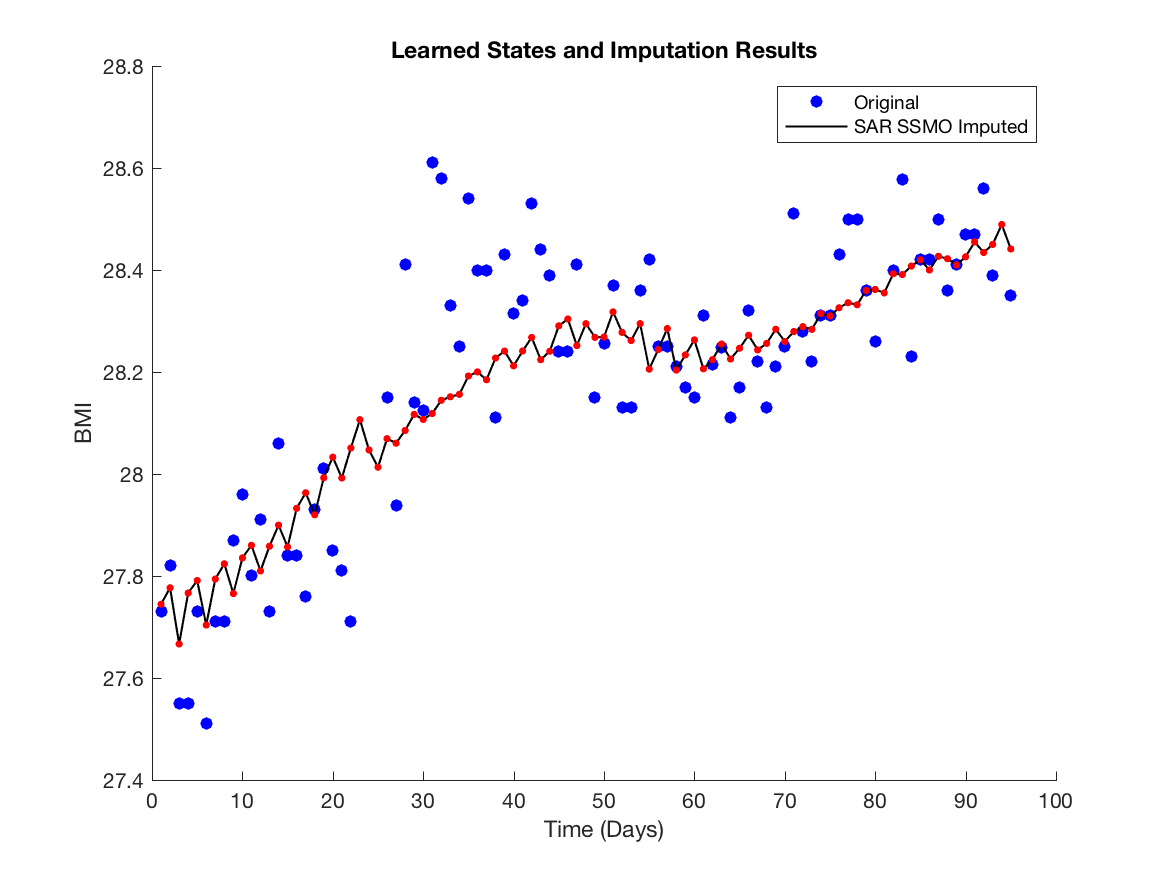 Learned States and Imputation Results
Original
SAR SSMO Imputed
28.8
28.6
28.4
28.2
28
27.8
27.6
27.4
BMI
0 10 20 30 40 50 60 70 80 90 100
Time (Days)